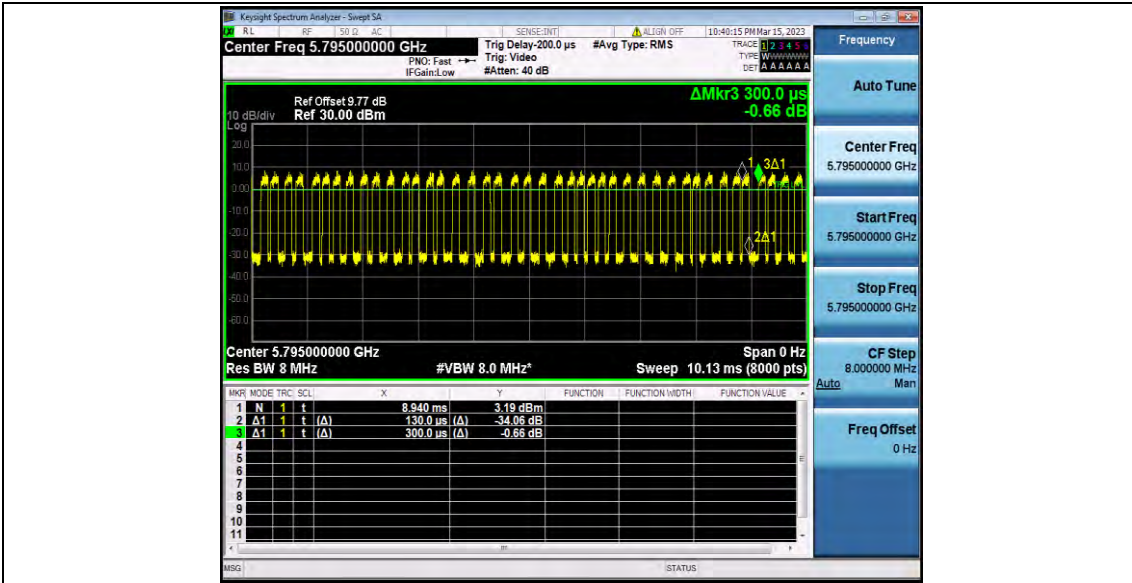 Keysight Spectrum Analyzer - Swept SA
RL RF 50 Ω AC SENSE:INT ALIGN OFF 10:40:15 PM Mar 15, 2023
Center Freq 5.795000000 GHz
PNO: Fast
IFGain:Low
Trig Delay-200.0 µs
Trig: Video
#Atten: 40 dB
#Avg Type: RMS
TRACE 1 2 3 4 5 6
TYPE W
DET A A A A A A
10 dB/div
Log
Ref Offset 9.77 dB
Ref 30.00 dBm
ΔMkr3 300.0 µs
-0.66 dB
20.0
10.0
0.00
-10.0
-20.0
-30.0
-40.0
-50.0
-60.0
1
3Δ1
2Δ1
Center 5.795000000 GHz Span 0 Hz
Res BW 8 MHz #VBW 8.0 MHz* Sweep 10.13 ms (8000 pts)
MKR MODE TRC SCL X Y FUNCTION FUNCTION WIDTH FUNCTION VALUE
1 N 1 t 8.940 ms 3.19 dBm
2 Δ1 1 t (Δ) 130.0 µs (Δ) -34.06 dB
3 Δ1 1 t (Δ) 300.0 µs (Δ) -0.66 dB
4
5
6
7
8
9
10
11
MSG STATUS
Frequency
Auto Tune
Center Freq
5.795000000 GHz
Start Freq
5.795000000 GHz
Stop Freq
5.795000000 GHz
CF Step
8.000000 MHz
Auto Man
Freq Offset
0 Hz